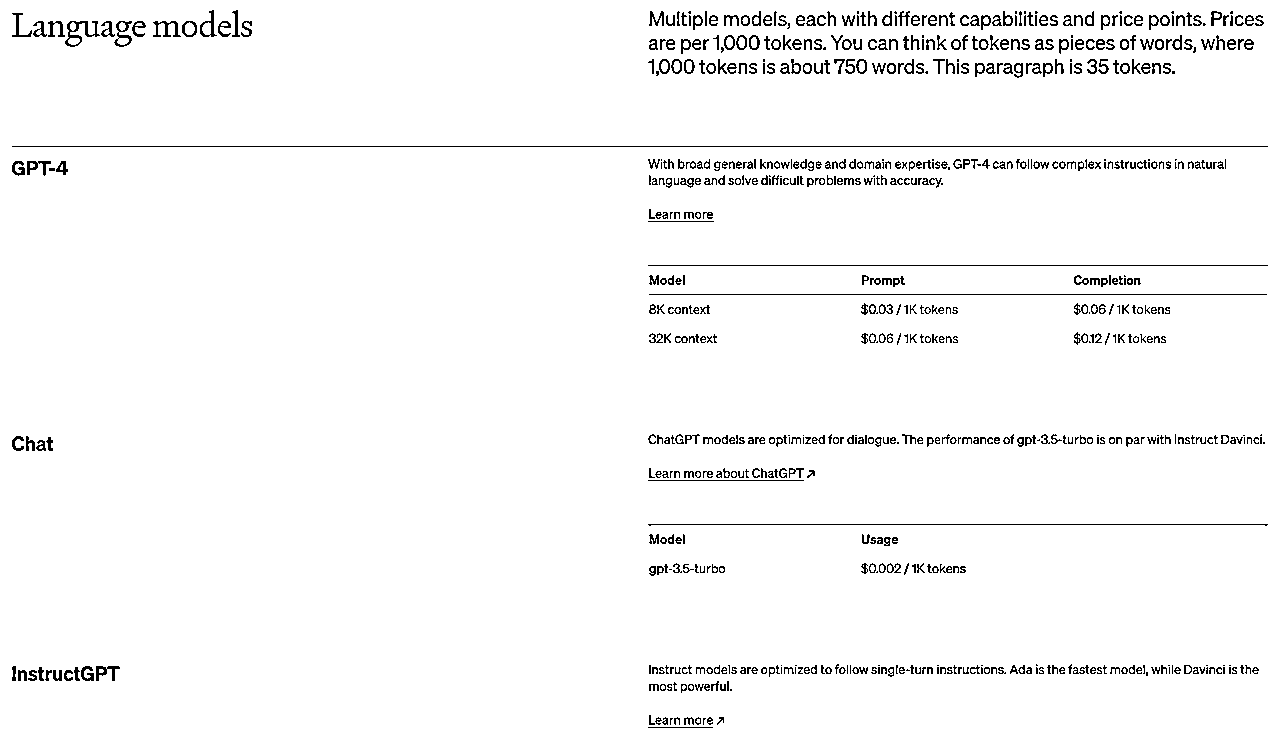 Language models
Multiple models, each with different capabilities and price points. Prices
are per 1,000 tokens. You can think of tokens as pieces of words, where
1,000 tokens is about 750 words. This paragraph is 35 tokens.
GPT-4
With broad general knowledge and domain expertise, GPT-4 can follow complex instructions in natural
language and solve difficult problems with accuracy.
Learn more
Model Prompt Completion
8K context $0.03 / 1K tokens $0.06 / 1K tokens
32K context $0.06 / 1K tokens $0.12 / 1K tokens
Chat
ChatGPT models are optimized for dialogue. The performance of gpt-3.5-turbo is on par with Instruct Davinci.
Learn more about ChatGPT ↗
Model Usage
gpt-3.5-turbo $0.002 / 1K tokens
InstructGPT
Instruct models are optimized to follow single-turn instructions. Ada is the fastest model, while Davinci is the
most powerful.
Learn more ↗